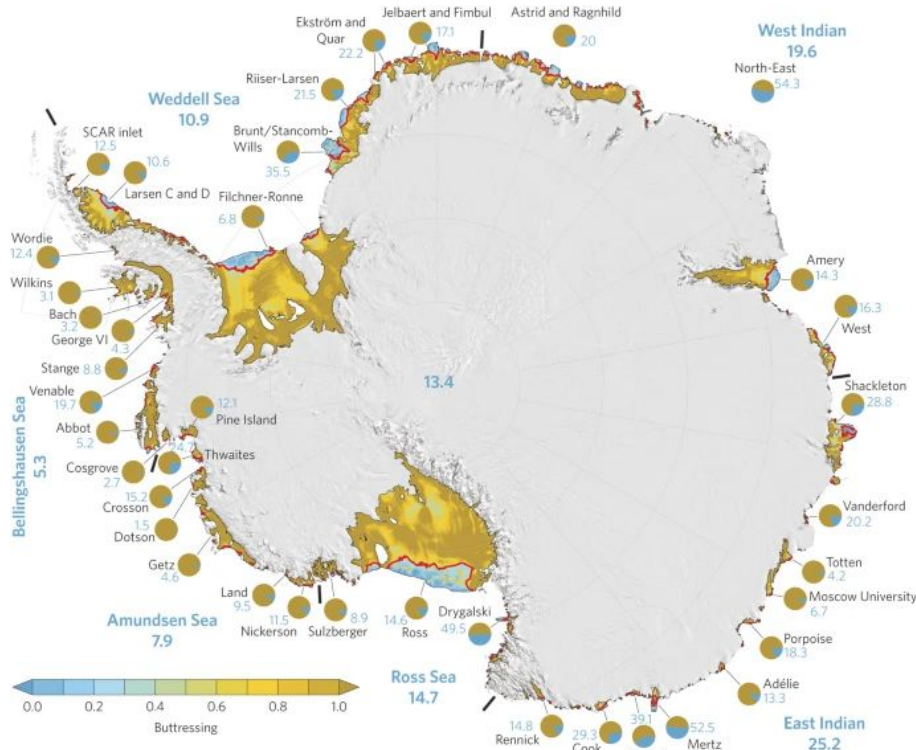 Jelbaert and Fimbul
17.1
Astrid and Ragnhild
20
Ekström and
Quar
22.2
West Indian
19.6
North-East
54.3
Riiser-Larsen
21.5
Weddell Sea
10.9
Brunt/Stancomb-
Wills
35.5
SCAR inlet
12.5
10.6
Larsen C and D
Filchner-Ronne
6.8
Wordie
12.4
Wilkins
3.1
Bach
3.2
George VI
4.3
Stange 8.8
Venable
19.7
Abbot
5.2
Bellingshausen Sea
5.3
Cosgrove
2.7
12.1
Pine Island
24.7
Thwaites
Crosson
15.2
Dotson
1.5
Getz
4.6
Amundsen Sea
7.9
Land
9.5
Nickerson
11.5
Sulzberger
8.9
Ross
14.6
Drygalski
49.5
Ross Sea
14.7
13.4
Amery
14.3
16.3
West
Shackleton
28.8
Vanderford
20.2
Totten
4.2
Moscow University
6.7
Porpoise
18.3
Adélie
13.3
East Indian
25.2
Mertz
52.5
39.1
Cook
29.3
Rennick
14.8
0.0 0.2 0.4 0.6 0.8 1.0
Buttressing